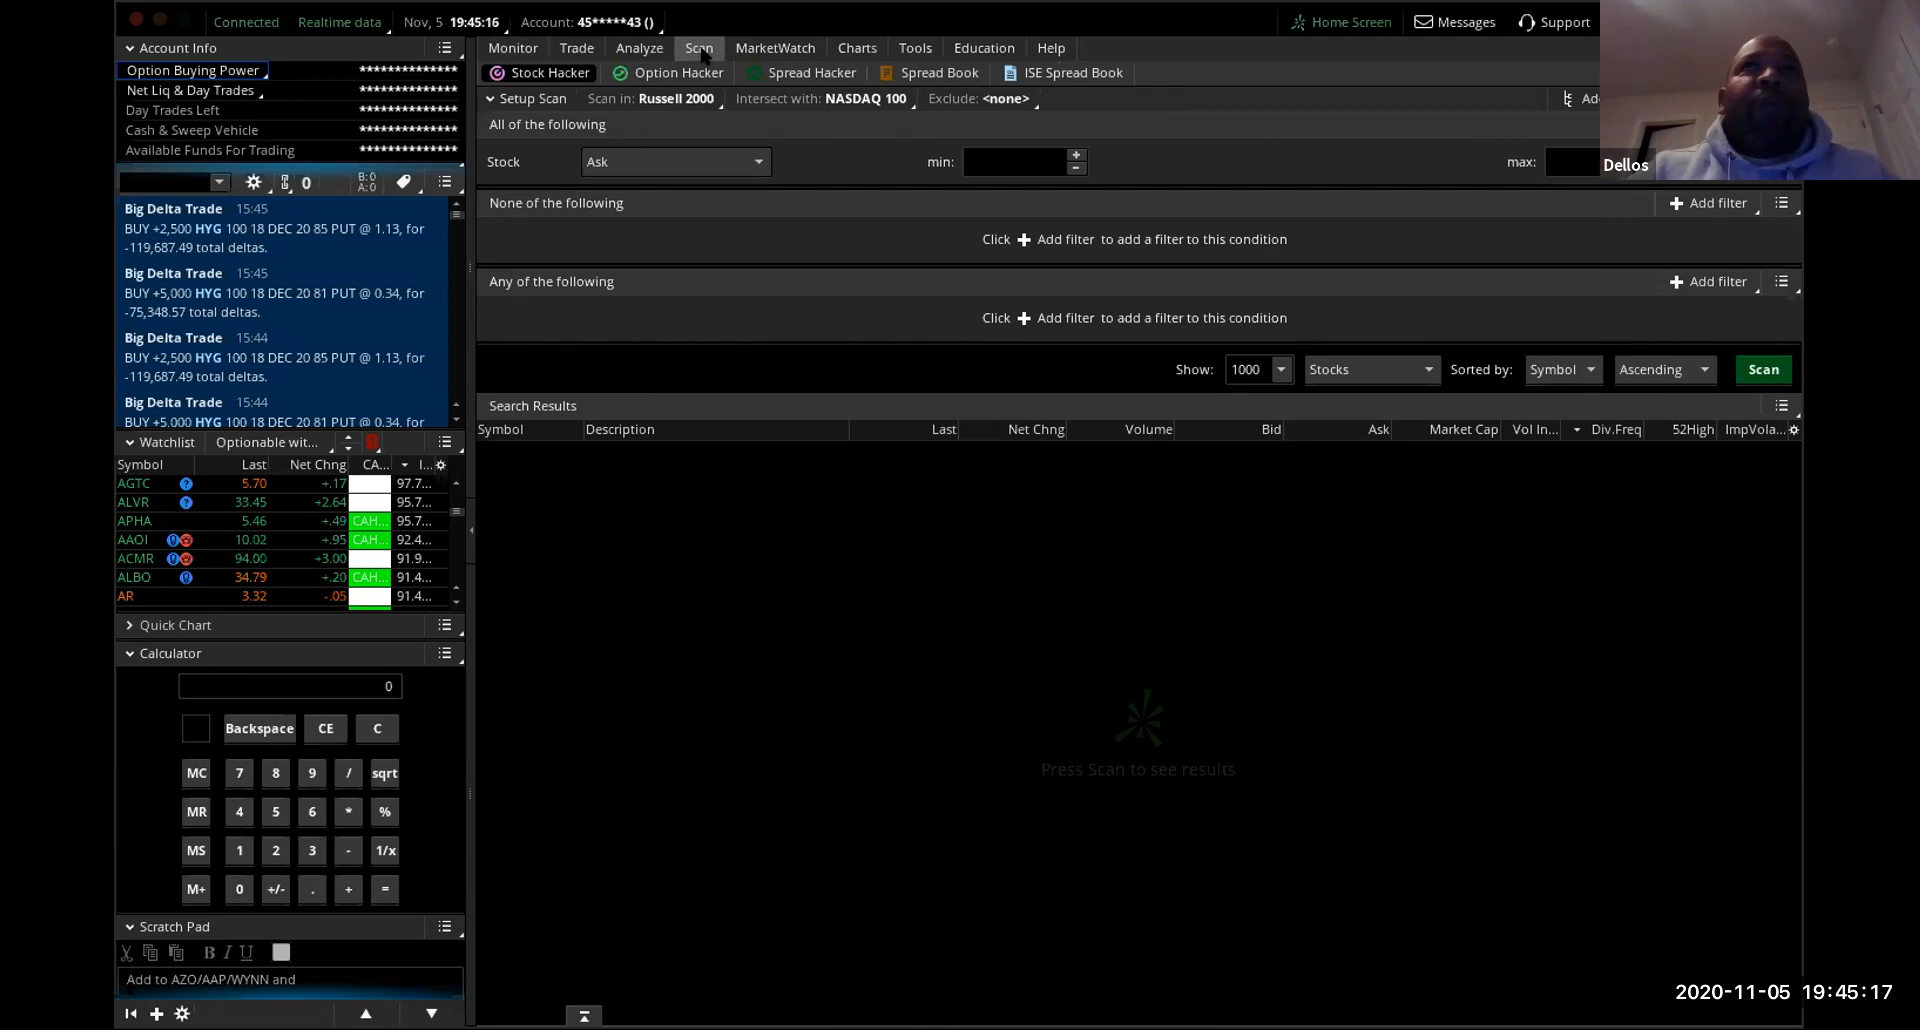 Connected Realtime data Nov, 5 19:45:16 Account: 45*****43 () Home Screen Messages Support
Account Info
Option Buying Power **************
Net Liq & Day Trades **************
Day Trades Left **************
Cash & Sweep Vehicle **************
Available Funds For Trading **************
0 B:0 A:0
Big Delta Trade 15:45
BUY +2,500 HYG 100 18 DEC 20 85 PUT @ 1.13, for
-119,687.49 total deltas.
Big Delta Trade 15:45
BUY +5,000 HYG 100 18 DEC 20 81 PUT @ 0.34, for
-75,348.57 total deltas.
Big Delta Trade 15:44
BUY +2,500 HYG 100 18 DEC 20 85 PUT @ 1.13, for
-119,687.49 total deltas.
Big Delta Trade 15:44
BUY +5,000 HYG 100 18 DEC 20 81 PUT @ 0.34, for
Watchlist Optionable wit...
Symbol Last Net Chng CA... I...
AGTC 5.70 +.17 97.7...
ALVR 33.45 +2.64 95.7...
APHA 5.46 +.49 CAH... 95.7...
AAOI 10.02 +.95 CAH... 92.4...
ACMR 94.00 +3.00 91.9...
ALBO 34.79 +.20 CAH... 91.4...
AR 3.32 -.05 91.4...
Quick Chart
Calculator
0
Backspace CE C
MC 7 8 9 / sqrt
MR 4 5 6 * %
MS 1 2 3 - 1/x
M+ 0 +/- . + =
Scratch Pad
B I U
Add to AZO/AAP/WYNN and
Monitor Trade Analyze Scan MarketWatch Charts Tools Education Help
Stock Hacker Option Hacker Spread Hacker Spread Book ISE Spread Book
Setup Scan Scan in: Russell 2000 Intersect with: NASDAQ 100 Exclude: <none>
All of the following
Stock Ask min: max:
None of the following Add filter
Click + Add filter to add a filter to this condition
Any of the following Add filter
Click + Add filter to add a filter to this condition
Show: 1000 Stocks Sorted by: Symbol Ascending Scan
Search Results
Symbol Description Last Net Chng Volume Bid Ask Market Cap Vol In... Div.Freq 52High ImpVola...
Press Scan to see results
Dellos
2020-11-05 19:45:17